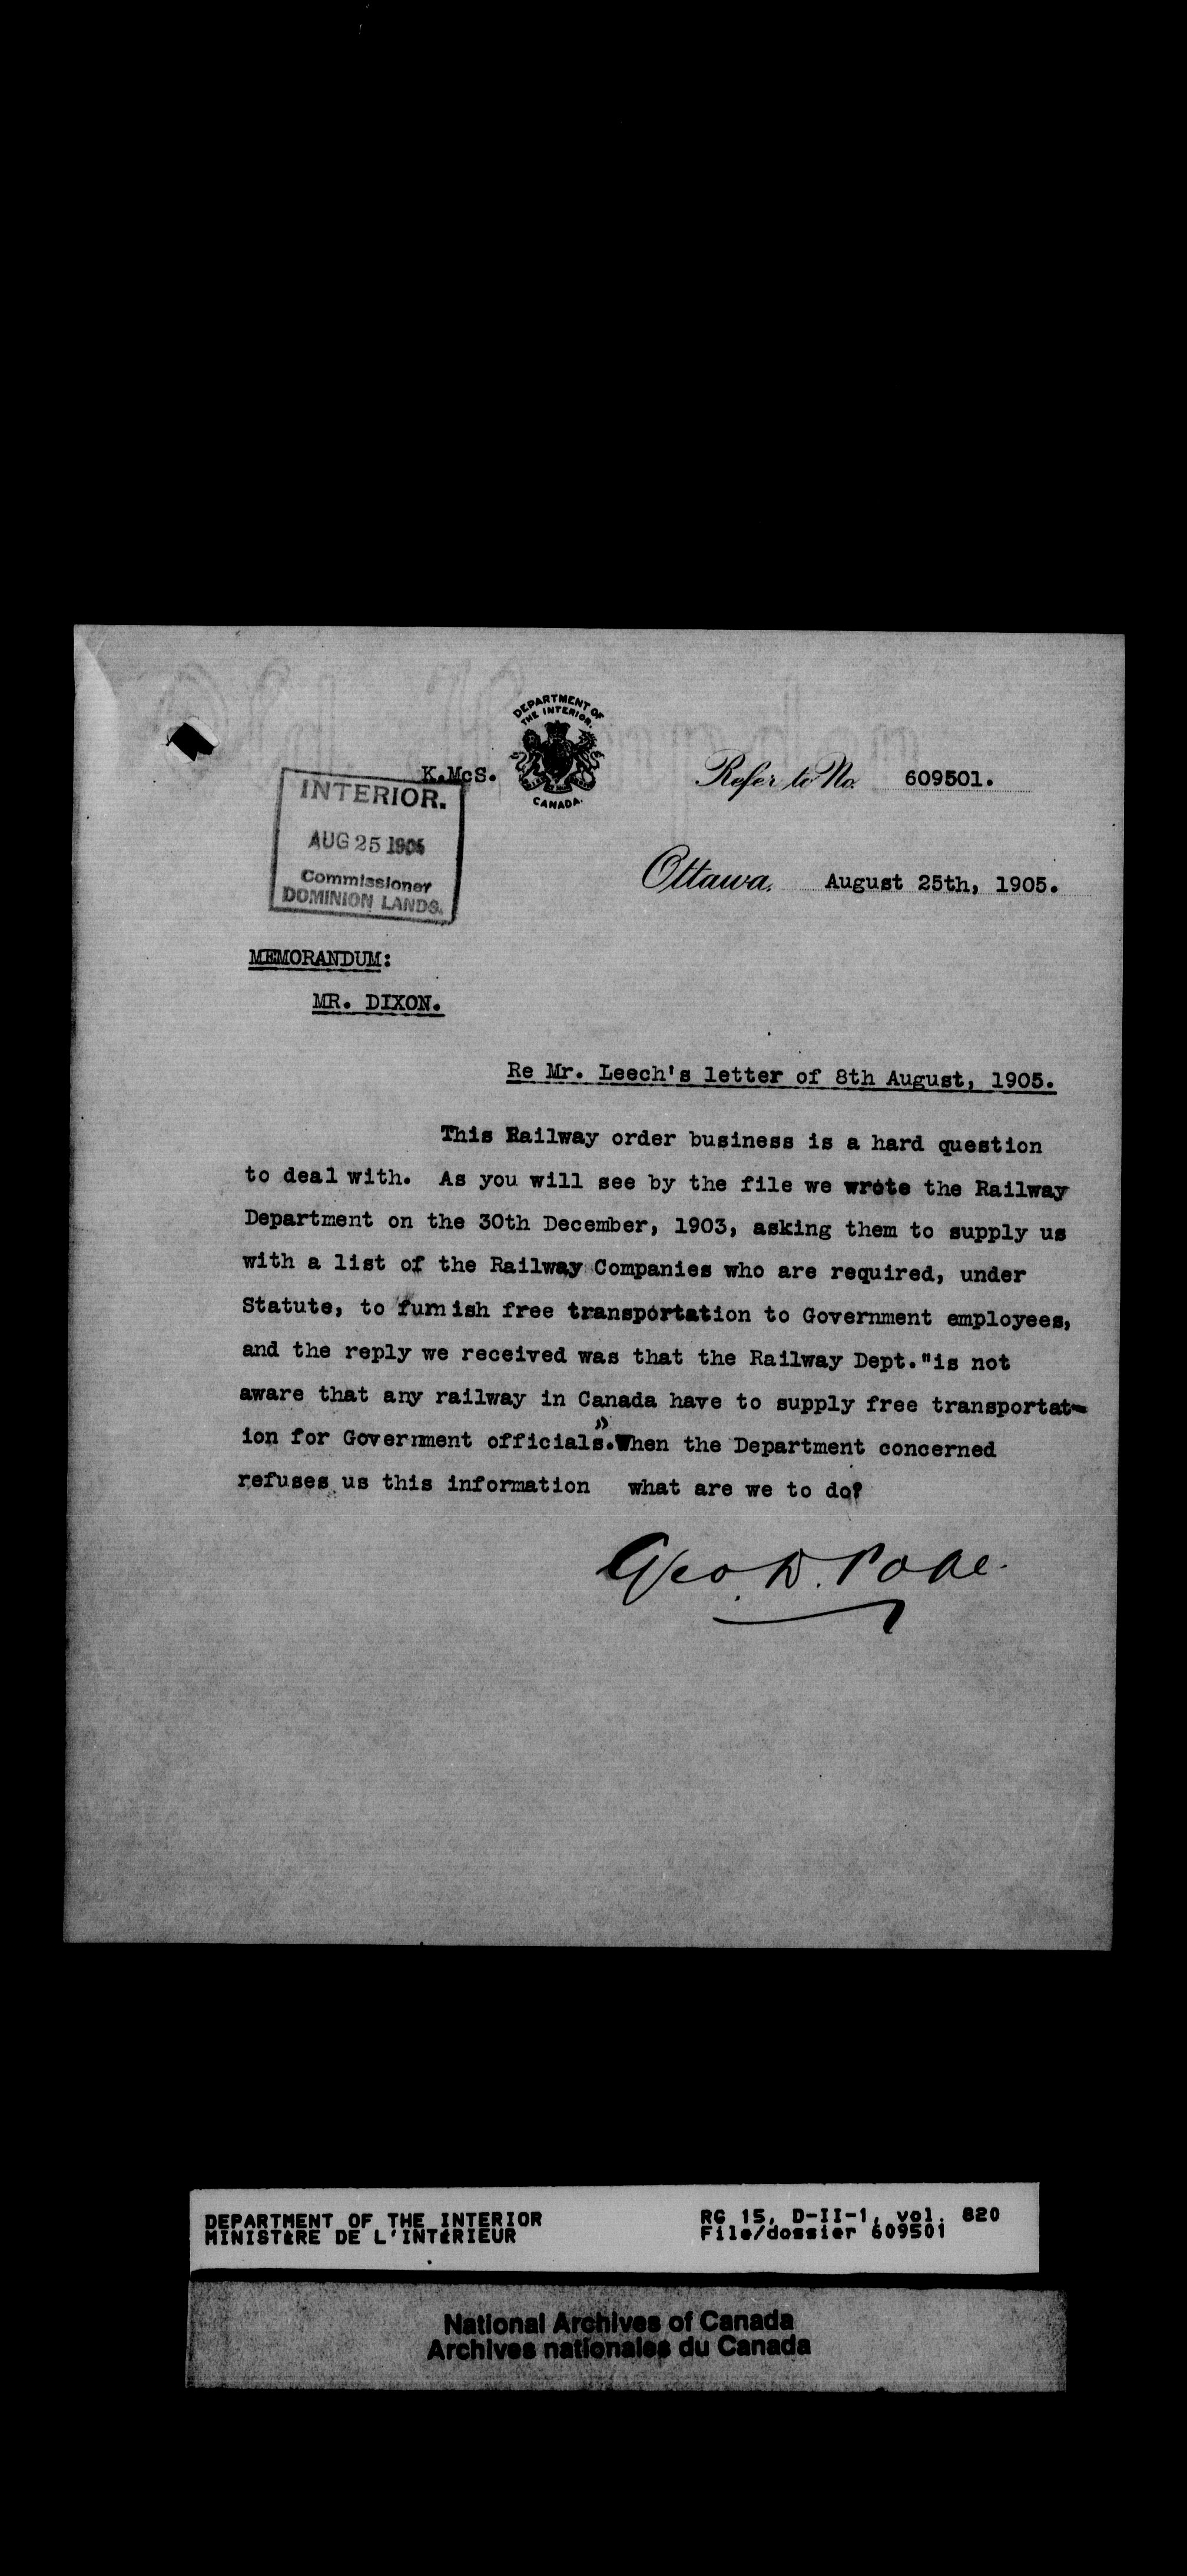 DEPARTMENT OF
THE INTERIOR.
CANADA.
K.McS.
Refer to No. 609501.
INTERIOR.
AUG 25 1905
Commissioner
DOMINION LANDS.
Ottawa, August 25th, 1905.
MEMORANDUM:
MR. DIXON.
Re Mr. Leech's letter of 8th August, 1905.
This Railway order business is a hard question
to deal with. As you will see by the file we wrote the Railway
Department on the 30th December, 1903, asking them to supply us
with a list of the Railway Companies who are required, under
Statute, to furnish free transportation to Government employees,
and the reply we received was that the Railway Dept."is not
aware that any railway in Canada have to supply free transportat-
ion for Government officials".When the Department concerned
refuses us this information what are we to do?
Geo. D. Pope.
DEPARTMENT OF THE INTERIOR
MINISTÈRE DE L'INTÉRIEUR
RG 15, D-II-1, vol. 820
File/dossier 609501
National Archives of Canada
Archives nationales du Canada